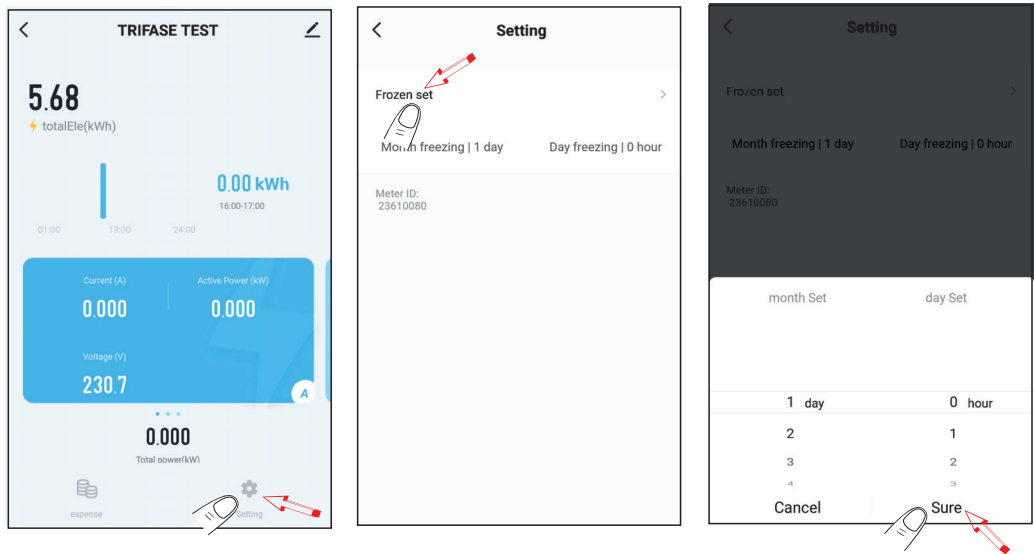 TRIFASE TEST
5.68
totalEle(kWh)
0.00 kWh
16:00-17:00
01:00 13:00 24:00
Current (A) Active Power (kW)
0.000 0.000
Voltage (V)
230.7
A
0.000
Total power(kW)
expense Setting
Setting
Frozen set
Month freezing | 1 day Day freezing | 0 hour
Meter ID:
23610080
Setting
Frozen set
Month freezing | 1 day Day freezing | 0 hour
Meter ID:
23610080
month Set day Set
1 day 0 hour
2 1
3 2
4 3
Cancel Sure